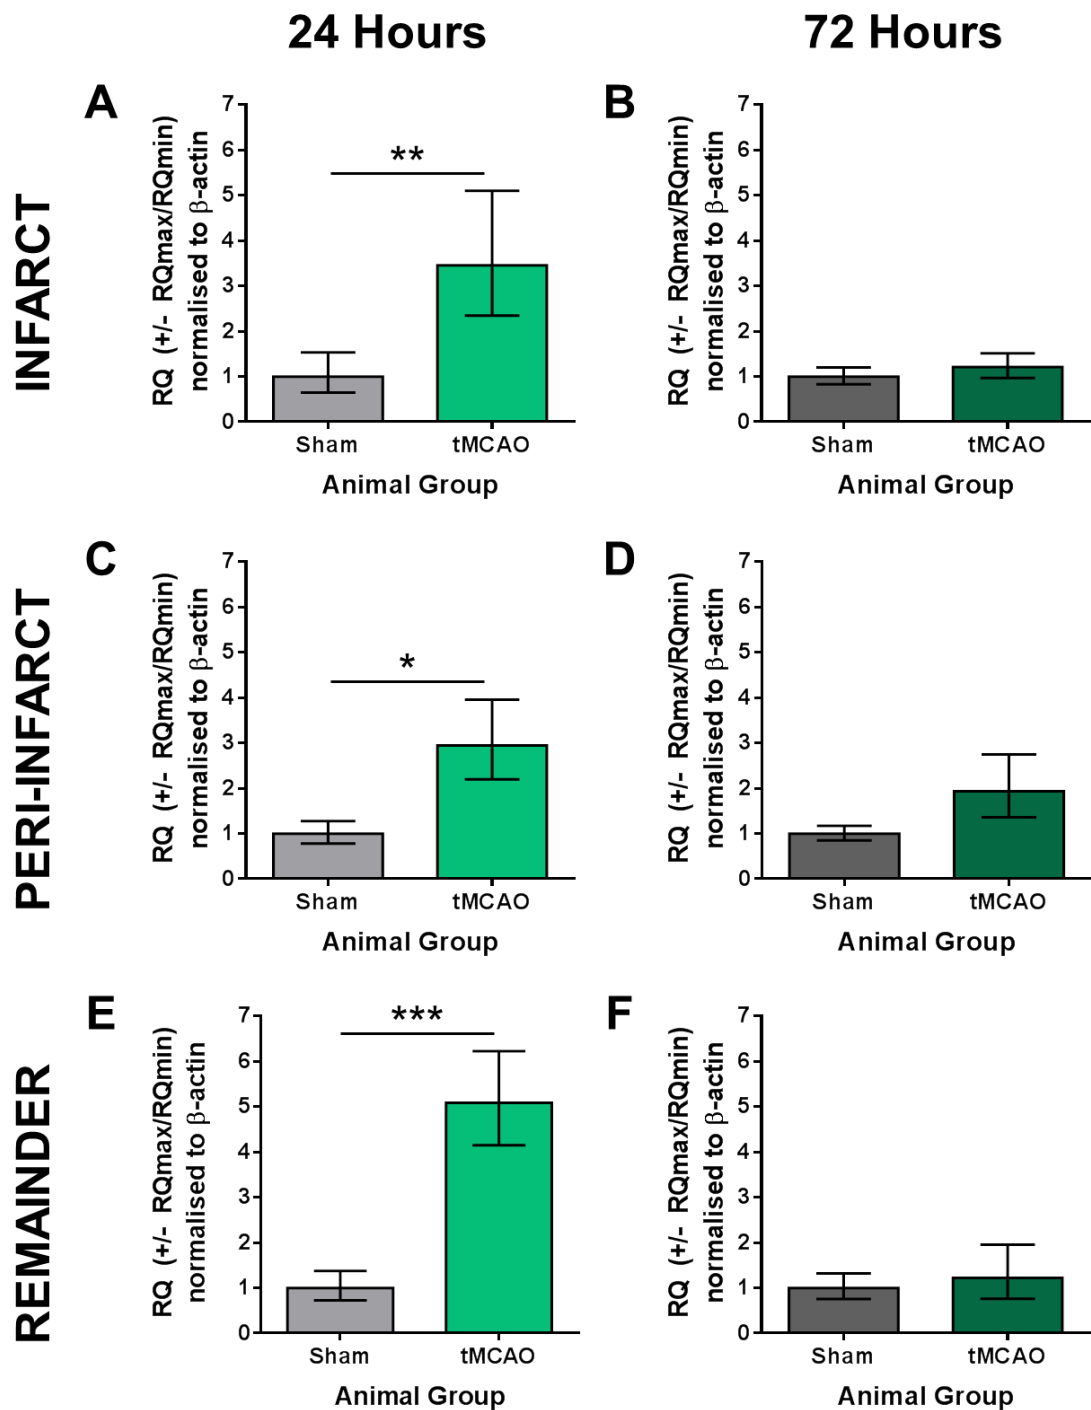 24 Hours
72 Hours
INFARCT
A
RQ (+/- RQmax/RQmin)
normalised to β-actin
7
6
5
4
3
2
1
0
**
Sham
tMCAO
Animal Group
B
RQ (+/- RQmax/RQmin)
normalised to β-actin
7
6
5
4
3
2
1
0
Sham
tMCAO
Animal Group
PERI-INFARCT
C
RQ (+/- RQmax/RQmin)
normalised to β-actin
7
6
5
4
3
2
1
0
*
Sham
tMCAO
Animal Group
D
RQ (+/- RQmax/RQmin)
normalised to β-actin
7
6
5
4
3
2
1
0
Sham
tMCAO
Animal Group
REMAINDER
E
RQ (+/- RQmax/RQmin)
normalised to β-actin
7
6
5
4
3
2
1
0
***
Sham
tMCAO
Animal Group
F
RQ (+/- RQmax/RQmin)
normalised to β-actin
7
6
5
4
3
2
1
0
Sham
tMCAO
Animal Group